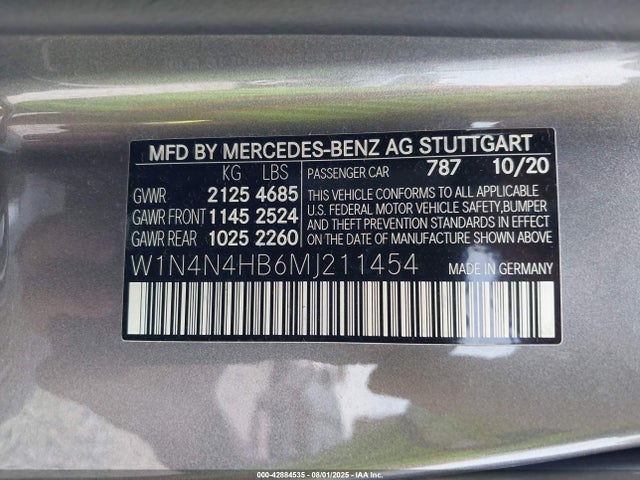 MFD BY MERCEDES-BENZ AG STUTTGART
KG LBS PASSENGER CAR 787 10/20
GVWR 2125 4685 THIS VEHICLE CONFORMS TO ALL APPLICABLE
GAWR FRONT 1145 2524 U.S. FEDERAL MOTOR VEHICLE SAFETY, BUMPER
GAWR REAR 1025 2260 AND THEFT PREVENTION STANDARDS IN EFFECT
ON THE DATE OF MANUFACTURE SHOWN ABOVE
W1N4N4HB6MJ211454 MADE IN GERMANY
000-42884535 - 08/01/2025 - IAA Inc.